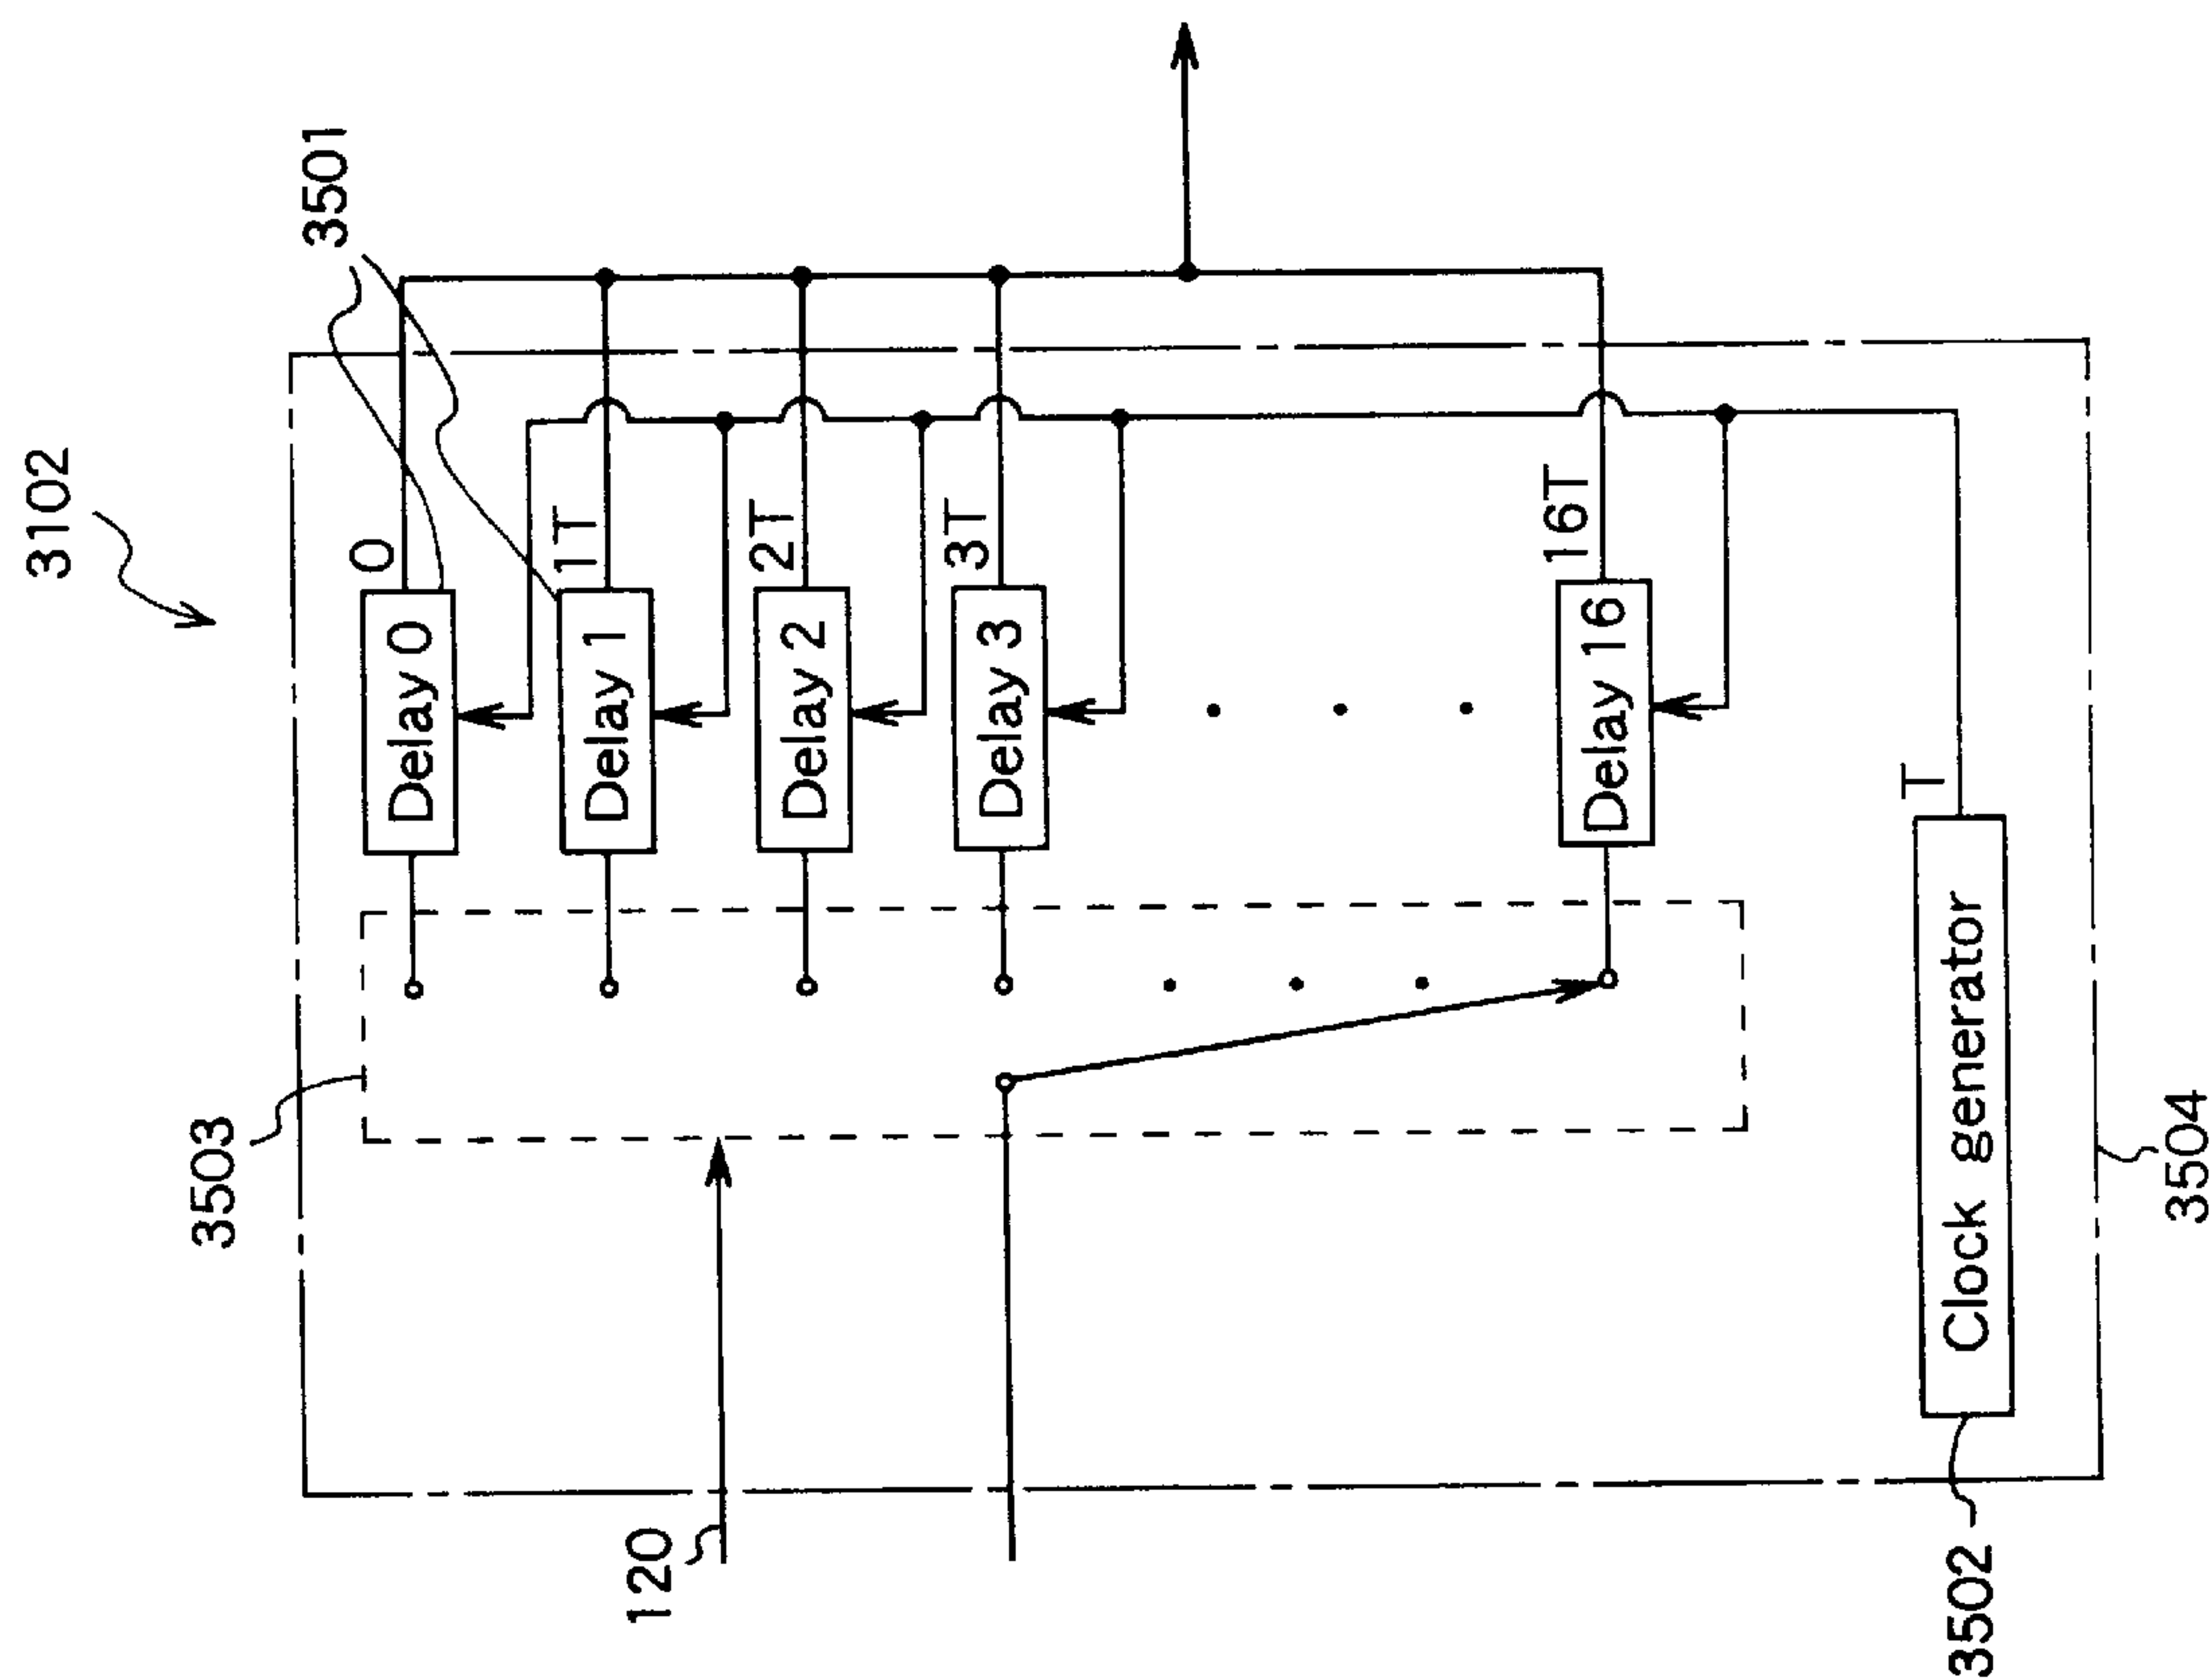 3102
3501
0
Delay 0
1T
Delay 1
2T
Delay 2
3T
Delay 3
16T
Delay 16
3503
120
T
Clock generator
3502
3504